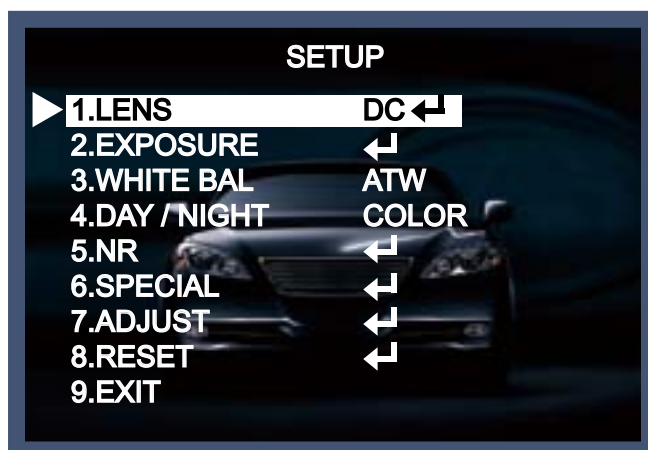 SETUP
1.LENS DC
2.EXPOSURE
3.WHITE BAL ATW
4.DAY / NIGHT COLOR
5.NR
6.SPECIAL
7.ADJUST
8.RESET
9.EXIT